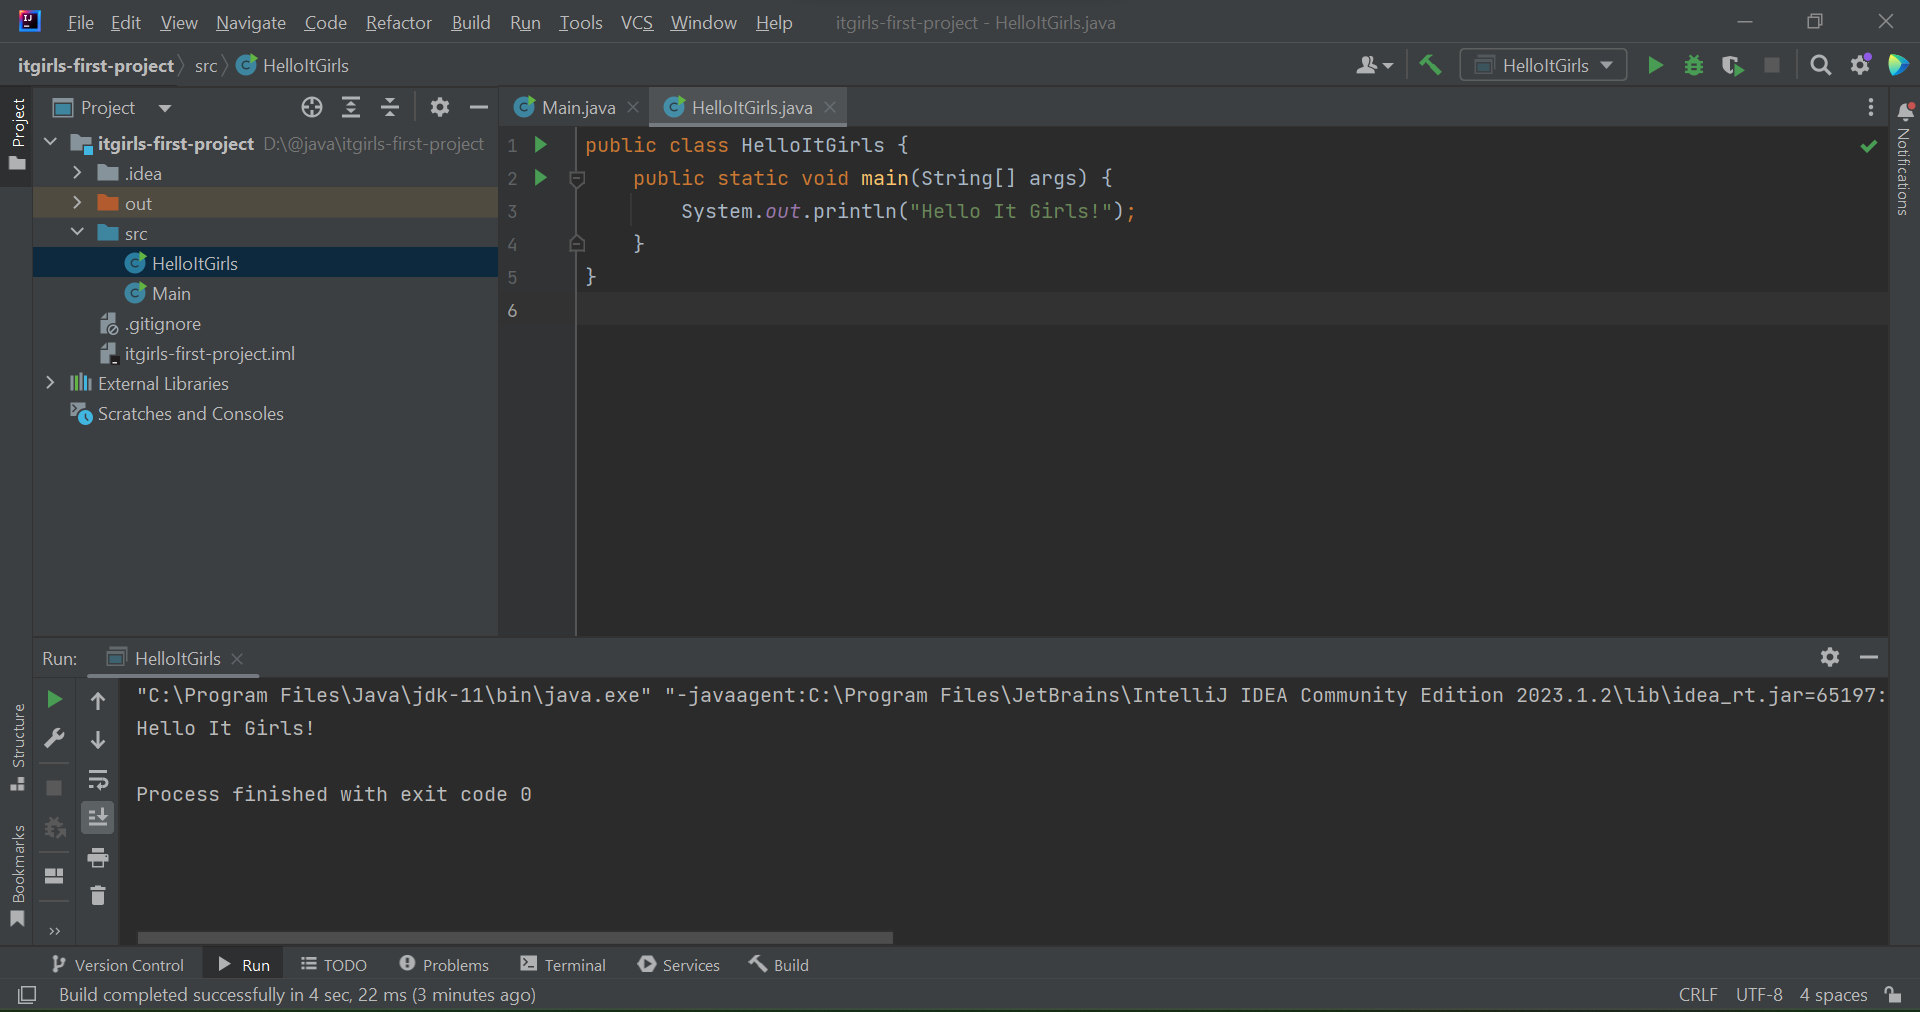 File Edit View Navigate Code Refactor Build Run Tools VCS Window Help itgirls-first-project - HelloItGirls.java
itgirls-first-project src HelloItGirls HelloItGirls
Project
Project
Main.java
HelloItGirls.java
itgirls-first-project D:\@java\itgirls-first-project
.idea
out
src
HelloItGirls
Main
.gitignore
itgirls-first-project.iml
External Libraries
Scratches and Consoles
1 public class HelloItGirls {
2 public static void main(String[] args) {
3 System.out.println("Hello It Girls!");
4 }
5 }
6
Notifications
Run: HelloItGirls
"C:\Program Files\Java\jdk-11\bin\java.exe" "-javaagent:C:\Program Files\JetBrains\IntelliJ IDEA Community Edition 2023.1.2\lib\idea_rt.jar=65197:
Hello It Girls!
Process finished with exit code 0
Structure
Bookmarks
Version Control Run TODO Problems Terminal Services Build
Build completed successfully in 4 sec, 22 ms (3 minutes ago) CRLF UTF-8 4 spaces